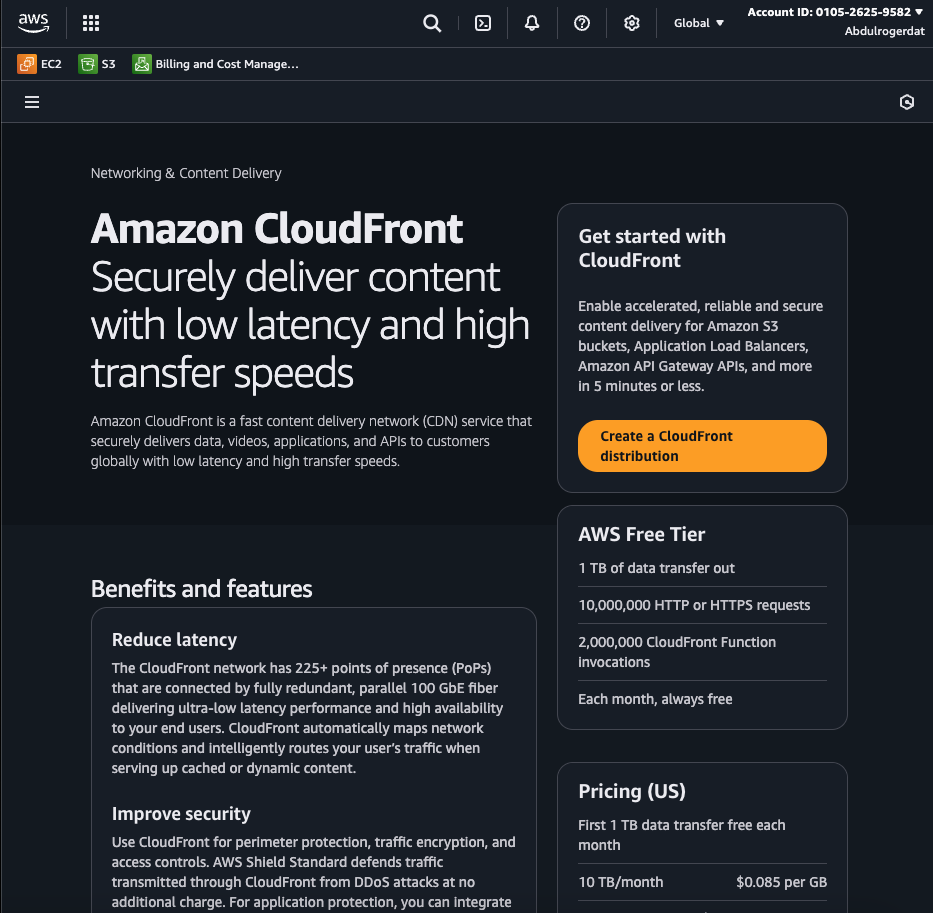 aws
Global ▼
Account ID: 0105-2625-9582 ▼
Abdulrogerdat
EC2
S3
Billing and Cost Manage...
Networking & Content Delivery
Amazon CloudFront
Securely deliver content
with low latency and high
transfer speeds
Amazon CloudFront is a fast content delivery network (CDN) service that
securely delivers data, videos, applications, and APIs to customers
globally with low latency and high transfer speeds.
Get started with
CloudFront
Enable accelerated, reliable and secure
content delivery for Amazon S3
buckets, Application Load Balancers,
Amazon API Gateway APIs, and more
in 5 minutes or less.
Create a CloudFront
distribution
AWS Free Tier
1 TB of data transfer out
10,000,000 HTTP or HTTPS requests
2,000,000 CloudFront Function
invocations
Each month, always free
Benefits and features
Reduce latency
The CloudFront network has 225+ points of presence (PoPs)
that are connected by fully redundant, parallel 100 GbE fiber
delivering ultra-low latency performance and high availability
to your end users. CloudFront automatically maps network
conditions and intelligently routes your user's traffic when
serving up cached or dynamic content.
Improve security
Use CloudFront for perimeter protection, traffic encryption, and
access controls. AWS Shield Standard defends traffic
transmitted through CloudFront from DDoS attacks at no
additional charge. For application protection, you can integrate
Pricing (US)
First 1 TB data transfer free each
month
10 TB/month $0.085 per GB